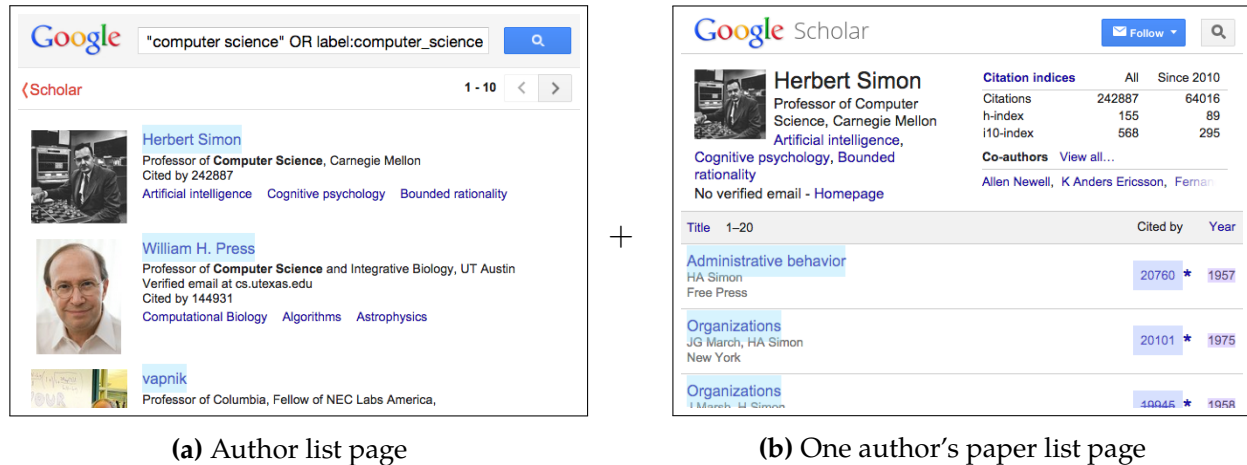 Google "computer science" OR label:computer_science
⟨Scholar 1 - 10 < >
Herbert Simon
Professor of Computer Science, Carnegie Mellon
Cited by 242887
Artificial intelligence Cognitive psychology Bounded rationality
William H. Press
Professor of Computer Science and Integrative Biology, UT Austin
Verified email at cs.utexas.edu
Cited by 144931
Computational Biology Algorithms Astrophysics
vapnik
Professor of Columbia, Fellow of NEC Labs America,
(a) Author list page
+
Google Scholar Follow
Herbert Simon
Professor of Computer
Science, Carnegie Mellon
Artificial intelligence,
Cognitive psychology, Bounded
rationality
No verified email - Homepage
Citation indices All Since 2010
Citations 242887 64016
h-index 155 89
i10-index 568 295
Co-authors View all…
Allen Newell, K Anders Ericsson, Fernan
Title 1–20 Cited by Year
Administrative behavior 20760 * 1957
HA Simon
Free Press
Organizations 20101 * 1975
JG March, HA Simon
New York
Organizations 19945 * 1958
J Marsh, H Simon
(b) One author's paper list page